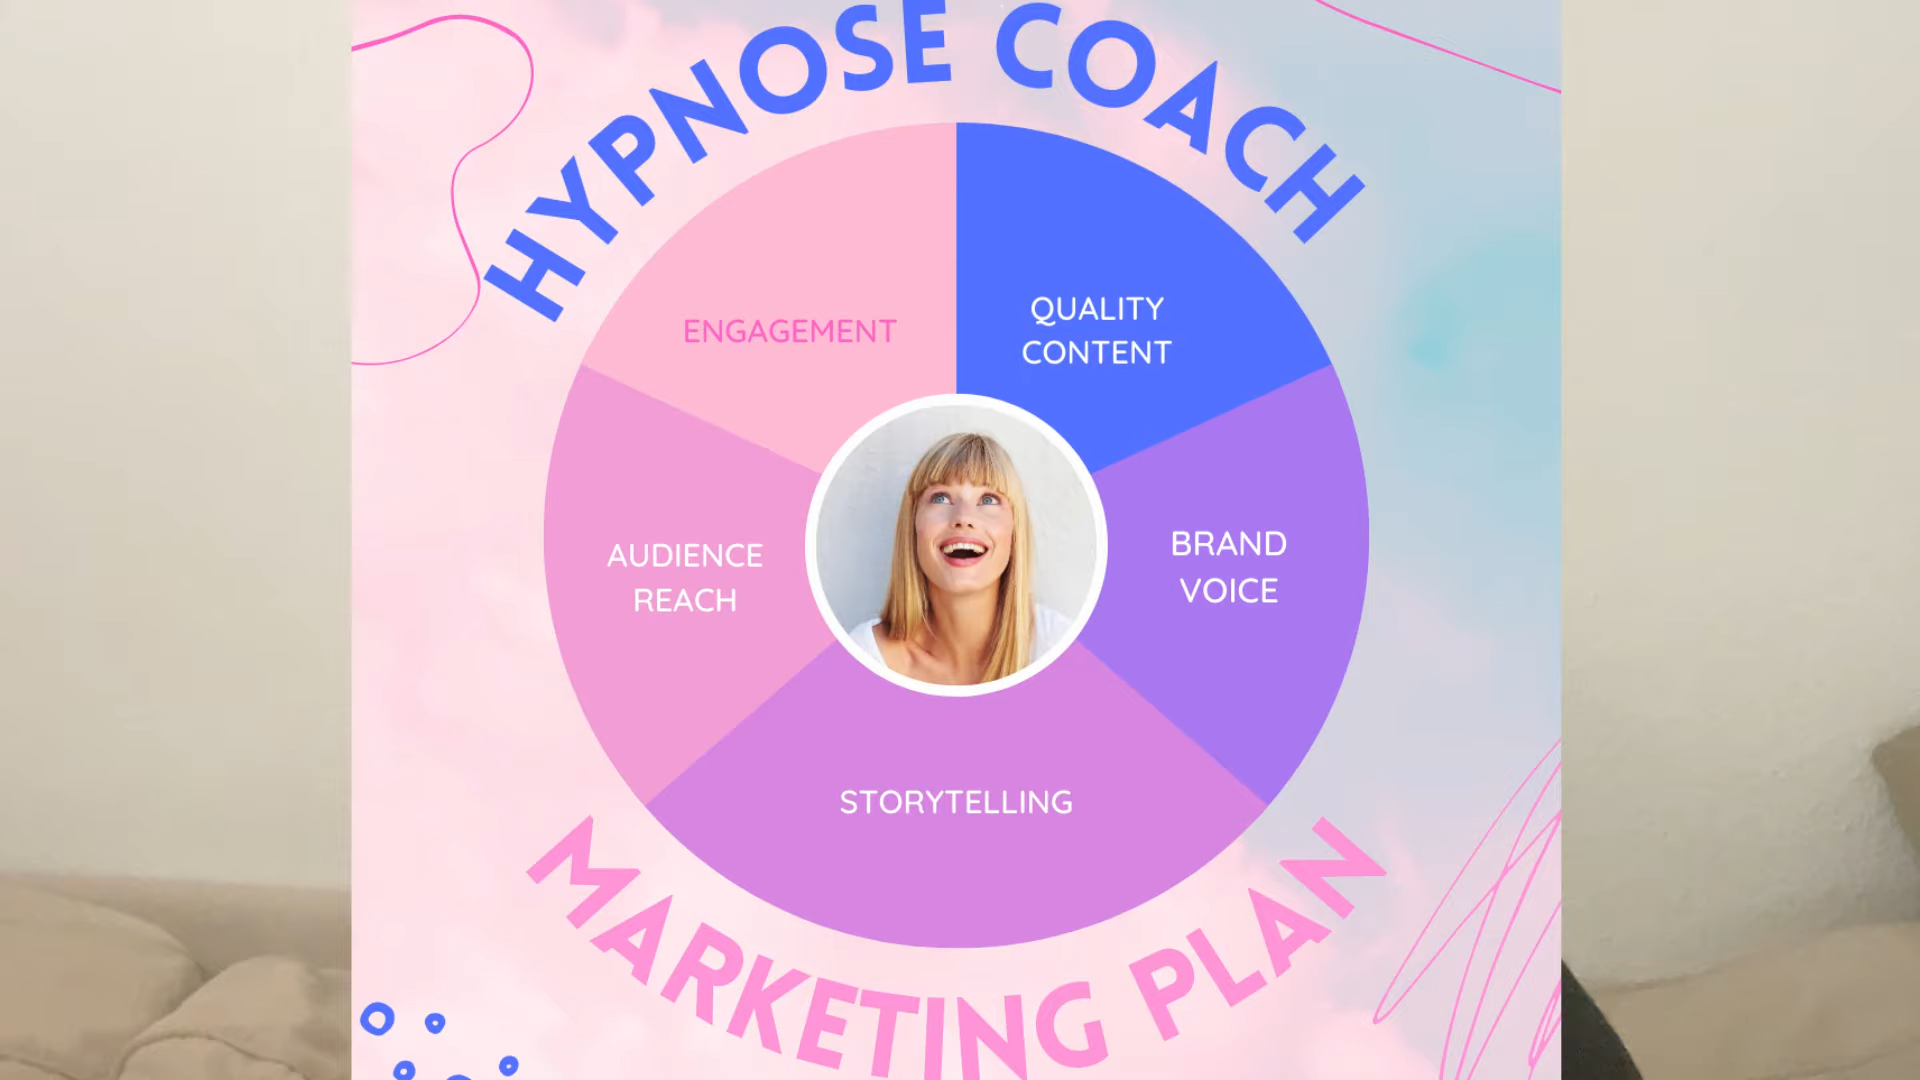 HYPNOSE COACH
ENGAGEMENT
QUALITY
CONTENT
AUDIENCE
REACH
BRAND
VOICE
STORYTELLING
MARKETING PLAN